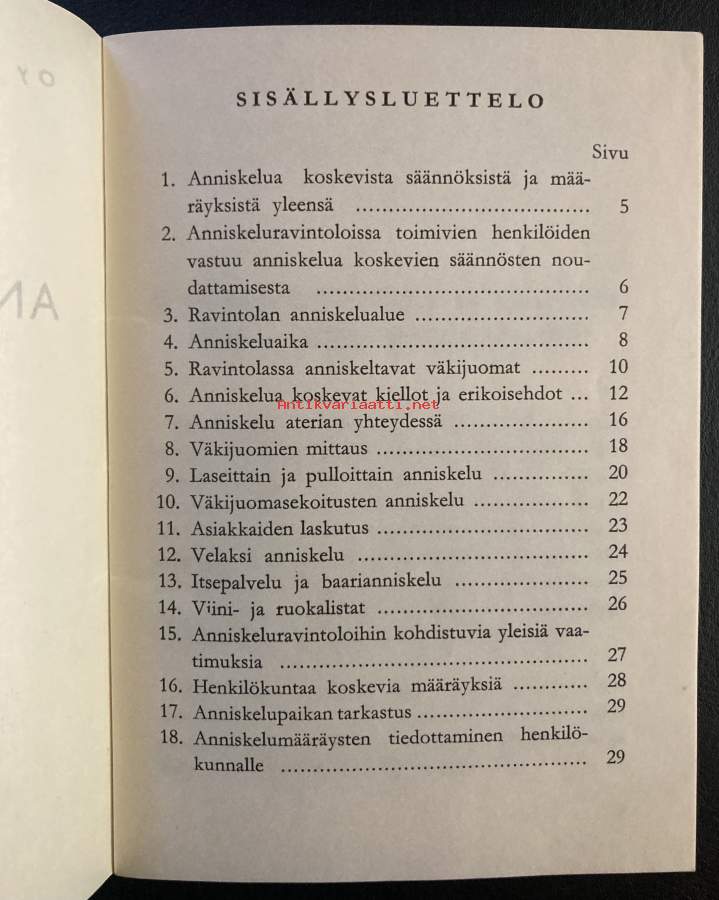 OY
AN
SISÄLLYSLUETTELO
Sivu
1. Anniskelua koskevista säännöksistä ja mää-
räyksistä yleensä ................................... 5
2. Anniskeluravintoloissa toimivien henkilöiden
vastuu anniskelua koskevien säännösten nou-
dattamisesta ......................................... 6
3. Ravintolan anniskelualue .......................... 7
4. Anniskeluaika ......................................... 8
5. Ravintolassa anniskeltavat väkijuomat ......... 10
6. Anniskelua koskevat kiellot ja erikoisehdot ... 12
Antikvariaatti.net
7. Anniskelu aterian yhteydessä .................... 16
8. Väkijuomien mittaus ................................ 18
9. Laseittain ja pulloittain anniskelu .............. 20
10. Väkijuomasekoitusten anniskelu ................. 22
11. Asiakkaiden laskutus ................................ 23
12. Velaksi anniskelu .................................. 24
13. Itsepalvelu ja baarianniskelu .................... 25
14. Viini- ja ruokalistat ................................ 26
15. Anniskeluravintoloihin kohdistuvia yleisiä vaa-
timuksia .............................................. 27
16. Henkilökuntaa koskevia määräyksiä ............ 28
17. Anniskelupaikan tarkastus ......................... 29
18. Anniskelumääräysten tiedottaminen henkilö-
kunnalle .............................................. 29